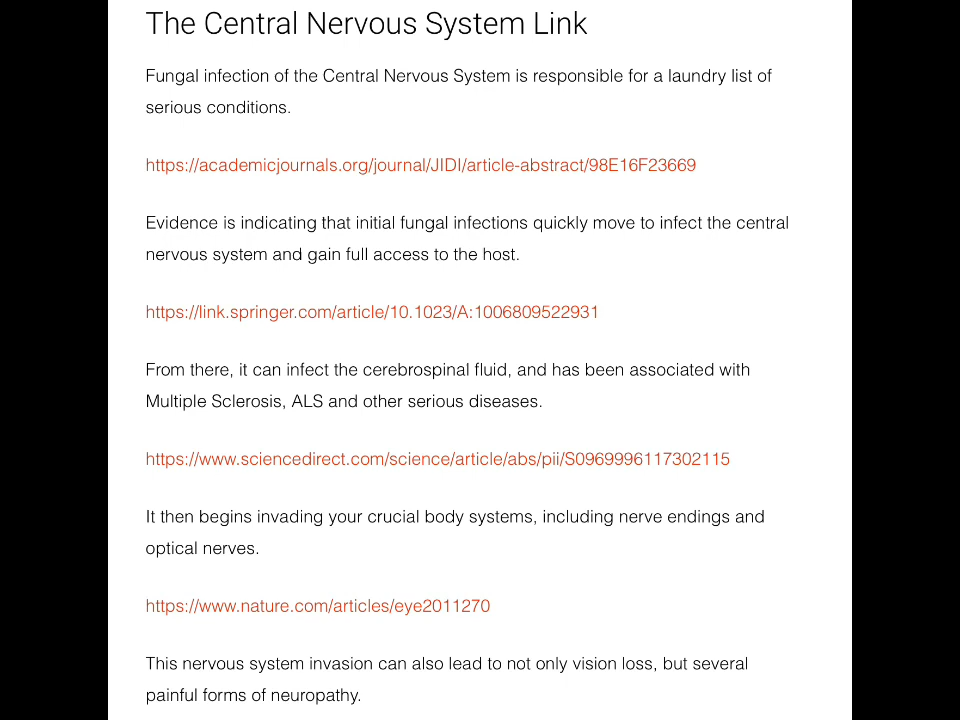 The Central Nervous System Link
Fungal infection of the Central Nervous System is responsible for a laundry list of
serious conditions.
https://academicjournals.org/journal/JIDI/article-abstract/98E16F23669
Evidence is indicating that initial fungal infections quickly move to infect the central
nervous system and gain full access to the host.
https://link.springer.com/article/10.1023/A:1006809522931
From there, it can infect the cerebrospinal fluid, and has been associated with
Multiple Sclerosis, ALS and other serious diseases.
https://www.sciencedirect.com/science/article/abs/pii/S0969996117302115
It then begins invading your crucial body systems, including nerve endings and
optical nerves.
https://www.nature.com/articles/eye2011270
This nervous system invasion can also lead to not only vision loss, but several
painful forms of neuropathy.